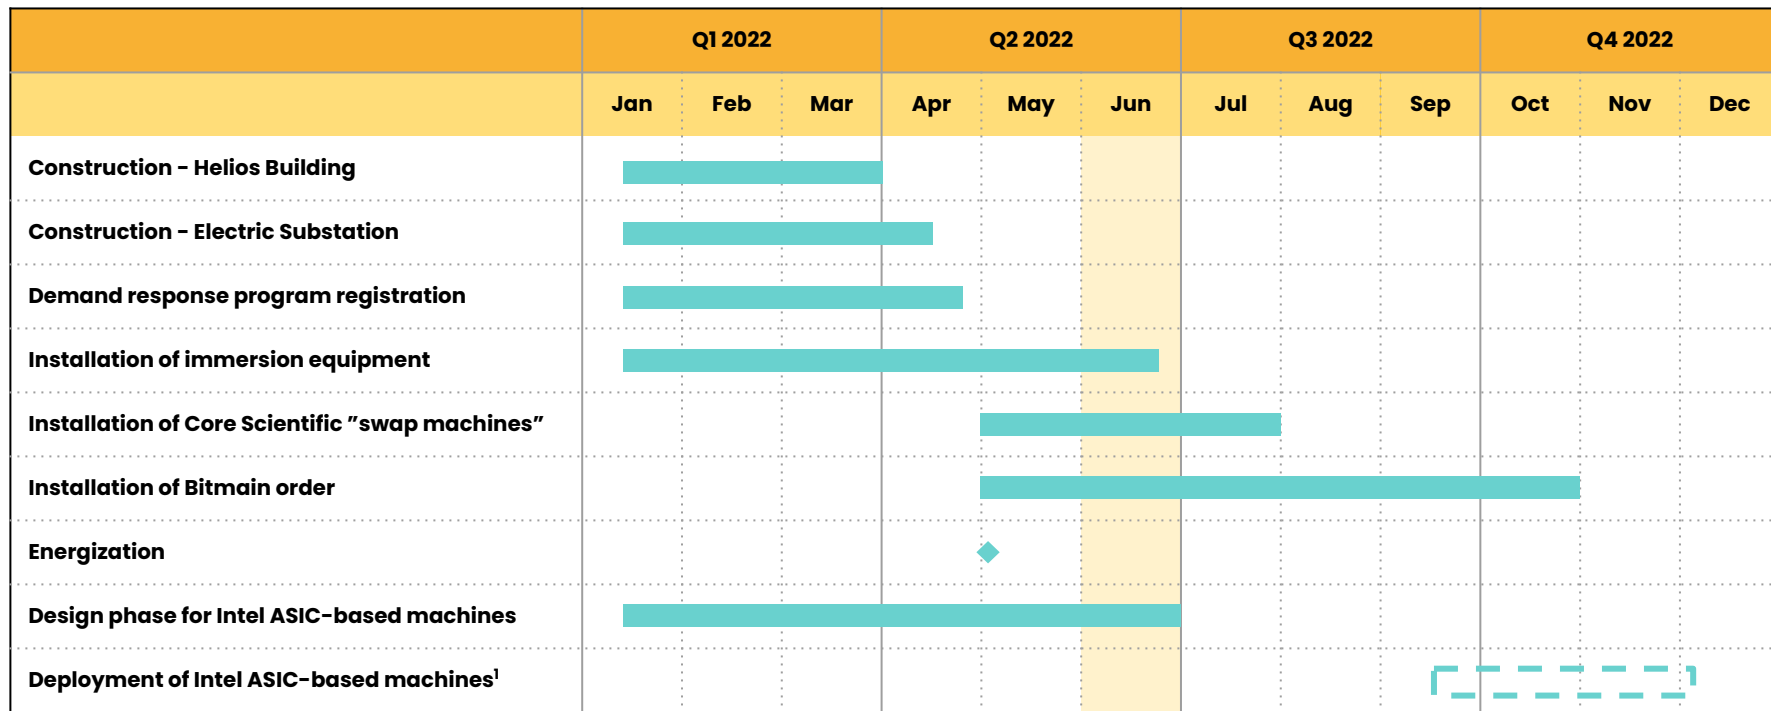 Q1 2022 Q2 2022 Q3 2022 Q4 2022
Jan Feb Mar Apr May Jun Jul Aug Sep Oct Nov Dec
Construction – Helios Building
Construction – Electric Substation
Demand response program registration
Installation of immersion equipment
Installation of Core Scientific ”swap machines”
Installation of Bitmain order
Energization
Design phase for Intel ASIC-based machines
Deployment of Intel ASIC-based machines¹